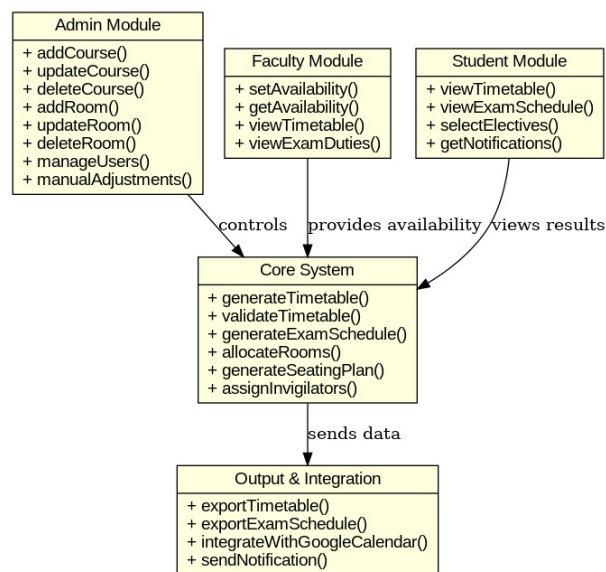 Admin Module
+ addCourse()
+ updateCourse()
+ deleteCourse()
+ addRoom()
+ updateRoom()
+ deleteRoom()
+ manageUsers()
+ manualAdjustments()
Faculty Module
+ setAvailability()
+ getAvailability()
+ viewTimetable()
+ viewExamDuties()
Student Module
+ viewTimetable()
+ viewExamSchedule()
+ selectElectives()
+ getNotifications()
controls
provides availability
views results
Core System
+ generateTimetable()
+ validateTimetable()
+ generateExamSchedule()
+ allocateRooms()
+ generateSeatingPlan()
+ assignInvigilators()
sends data
Output & Integration
+ exportTimetable()
+ exportExamSchedule()
+ integrateWithGoogleCalendar()
+ sendNotification()